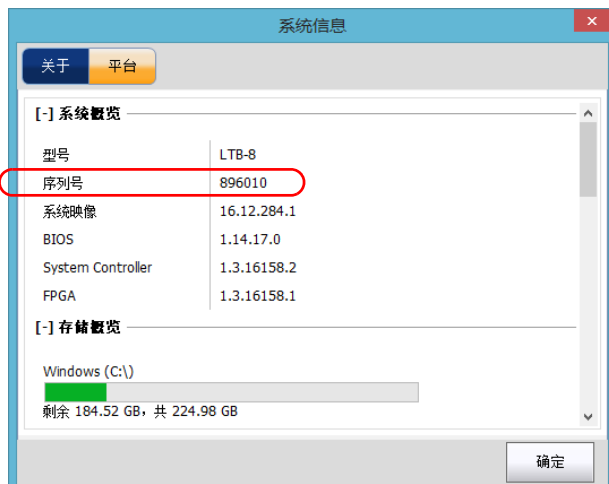 系统信息
关于 平台
[-] 系统概览
型号 LTB-8
序列号 896010
系统映像 16.12.284.1
BIOS 1.14.17.0
System Controller 1.3.16158.2
FPGA 1.3.16158.1
[-] 存储概览
Windows (C:\)
剩余 184.52 GB，共 224.98 GB
确定